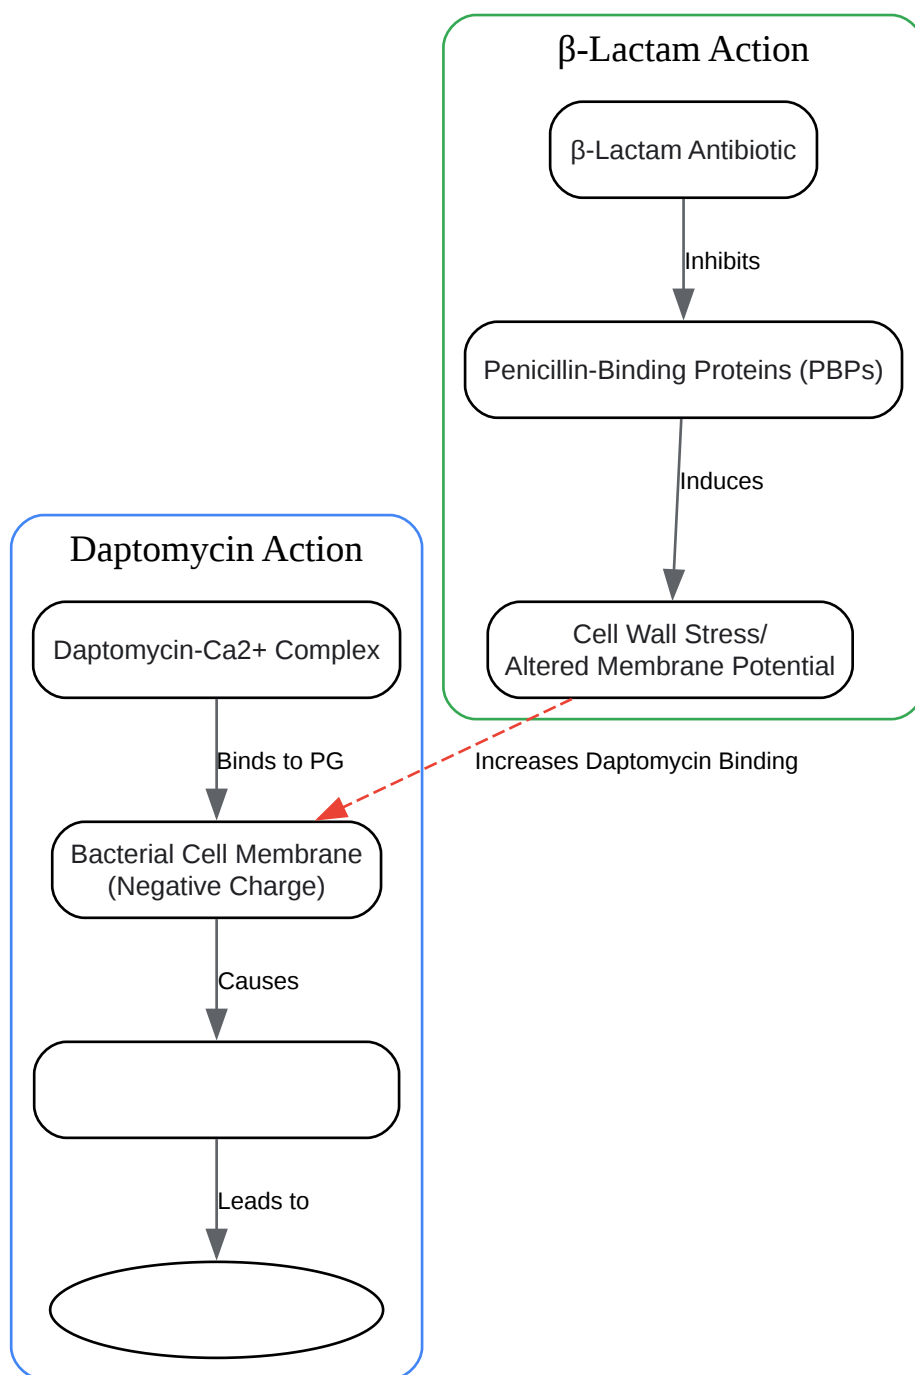 β-Lactam Action
β-Lactam Antibiotic
Inhibits
Penicillin-Binding Proteins (PBPs)
Induces
Cell Wall Stress/
Altered Membrane Potential
Increases Daptomycin Binding
Daptomycin Action
Daptomycin-Ca2+ Complex
Binds to PG
Bacterial Cell Membrane
(Negative Charge)
Causes
Leads to